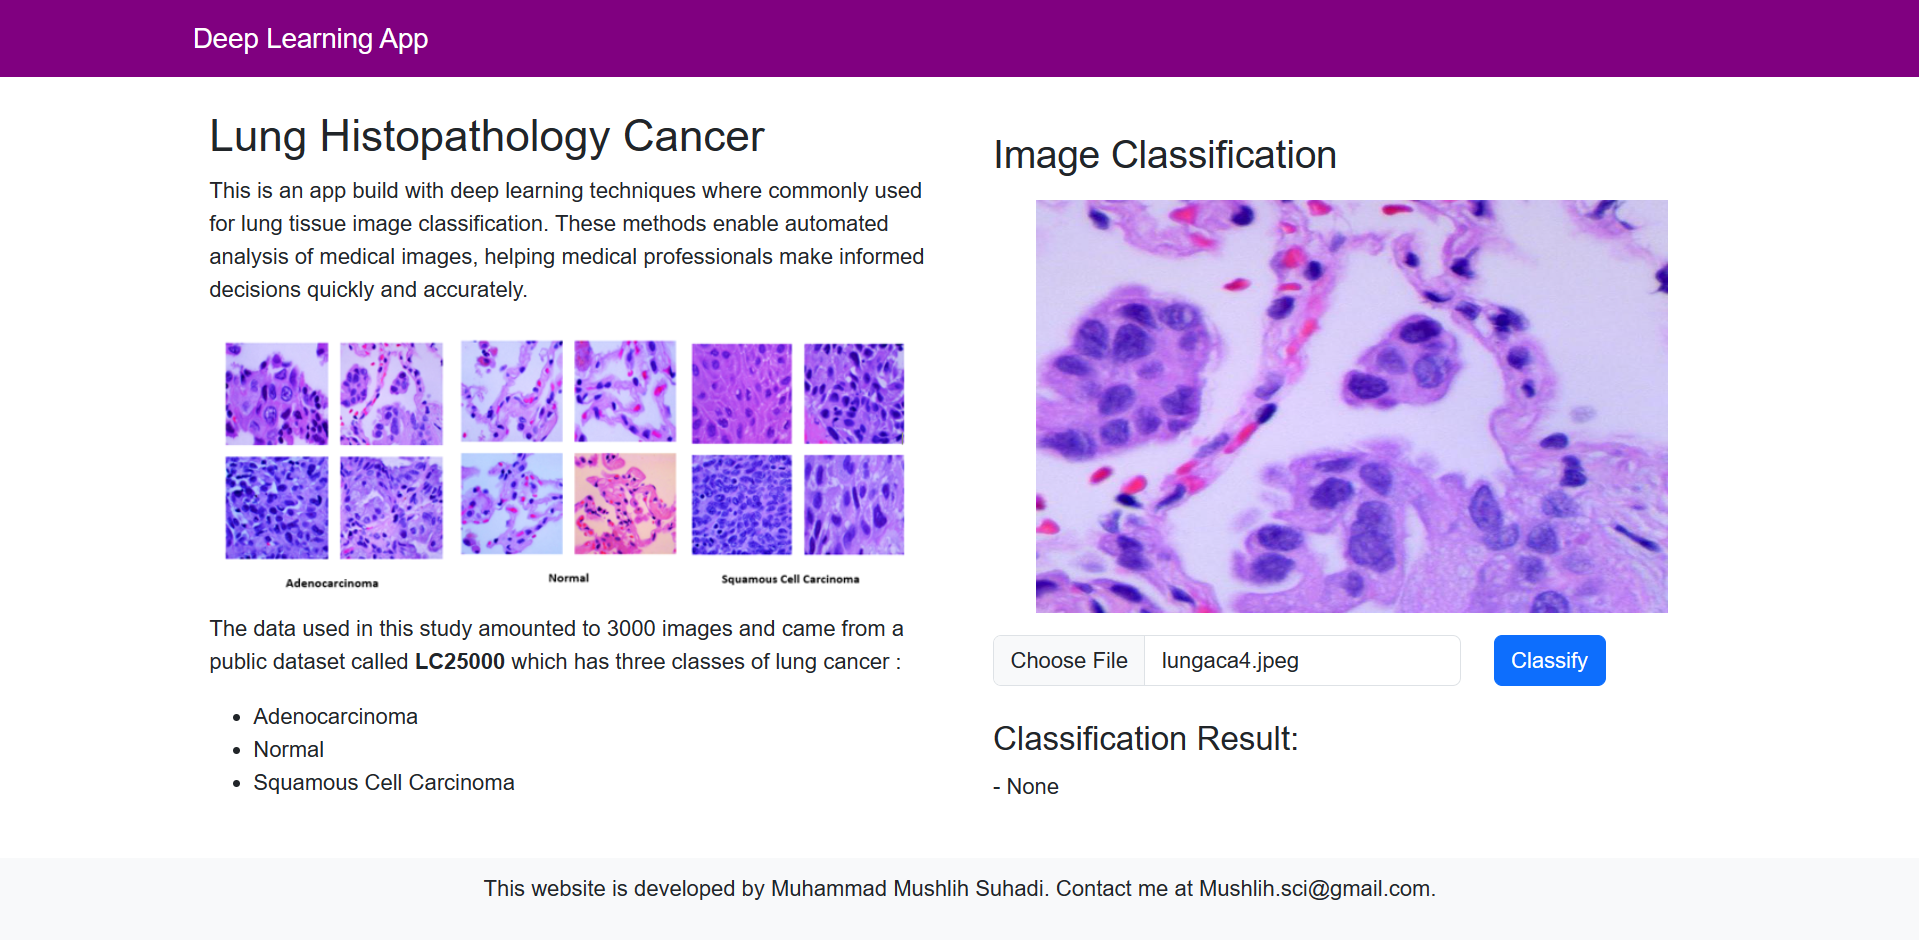 Deep Learning App
Lung Histopathology Cancer
This is an app build with deep learning techniques where commonly used
for lung tissue image classification. These methods enable automated
analysis of medical images, helping medical professionals make informed
decisions quickly and accurately.
Adenocarcinoma
Normal
Squamous Cell Carcinoma
The data used in this study amounted to 3000 images and came from a
public dataset called LC25000 which has three classes of lung cancer :
• Adenocarcinoma
• Normal
• Squamous Cell Carcinoma
Image Classification
Choose File lungaca4.jpeg
Classify
Classification Result:
- None
This website is developed by Muhammad Mushlih Suhadi. Contact me at Mushlih.sci@gmail.com.